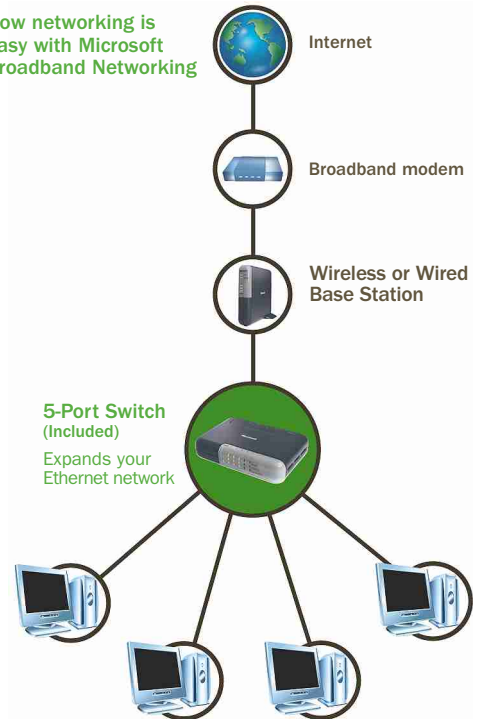 ow networking is
asy with Microsoft
roadband Networking
Internet
Broadband modem
Wireless or Wired
Base Station
5-Port Switch
(Included)
Expands your
Ethernet network